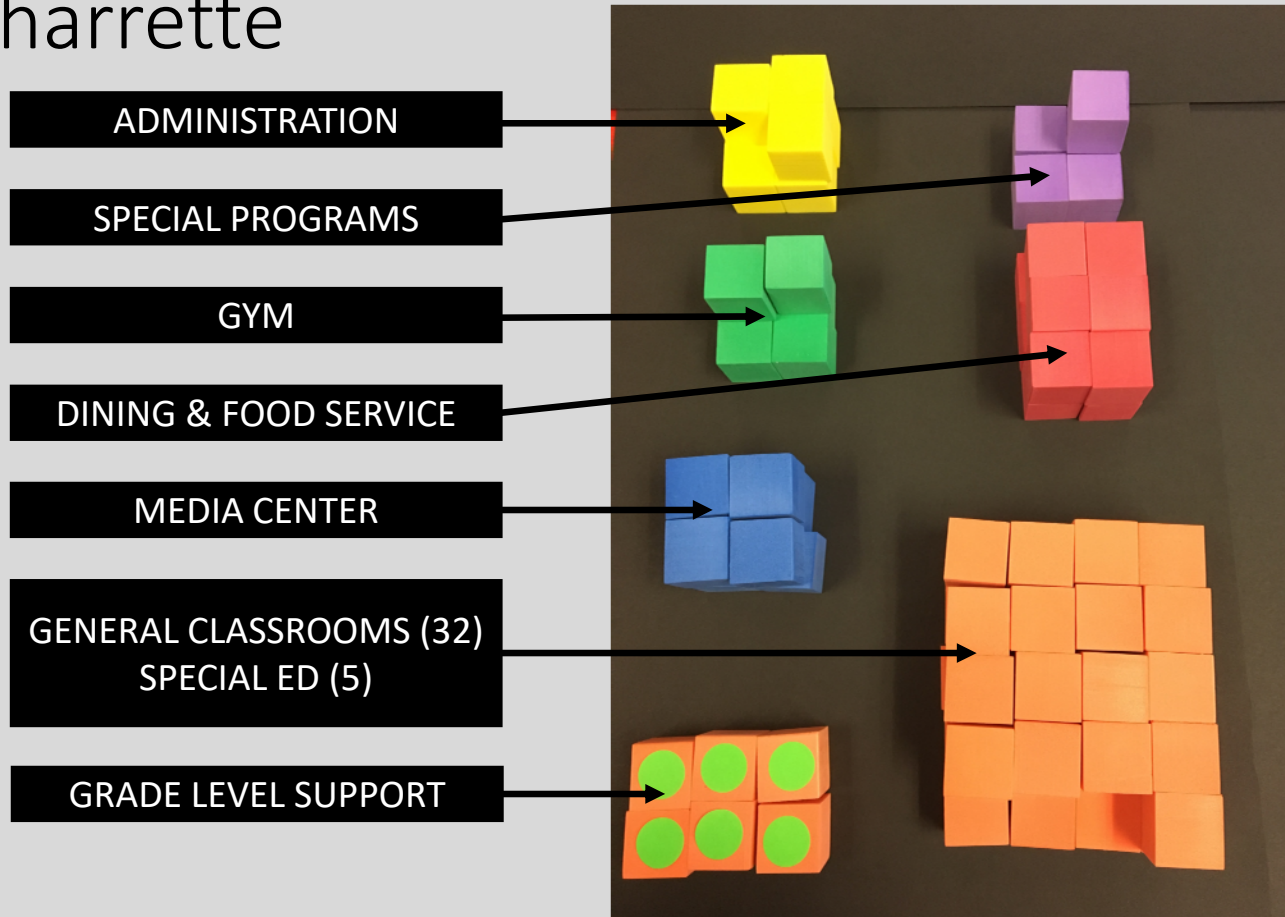 harrette
ADMINISTRATION
SPECIAL PROGRAMS
GYM
DINING & FOOD SERVICE
MEDIA CENTER
GENERAL CLASSROOMS (32)
SPECIAL ED (5)
GRADE LEVEL SUPPORT